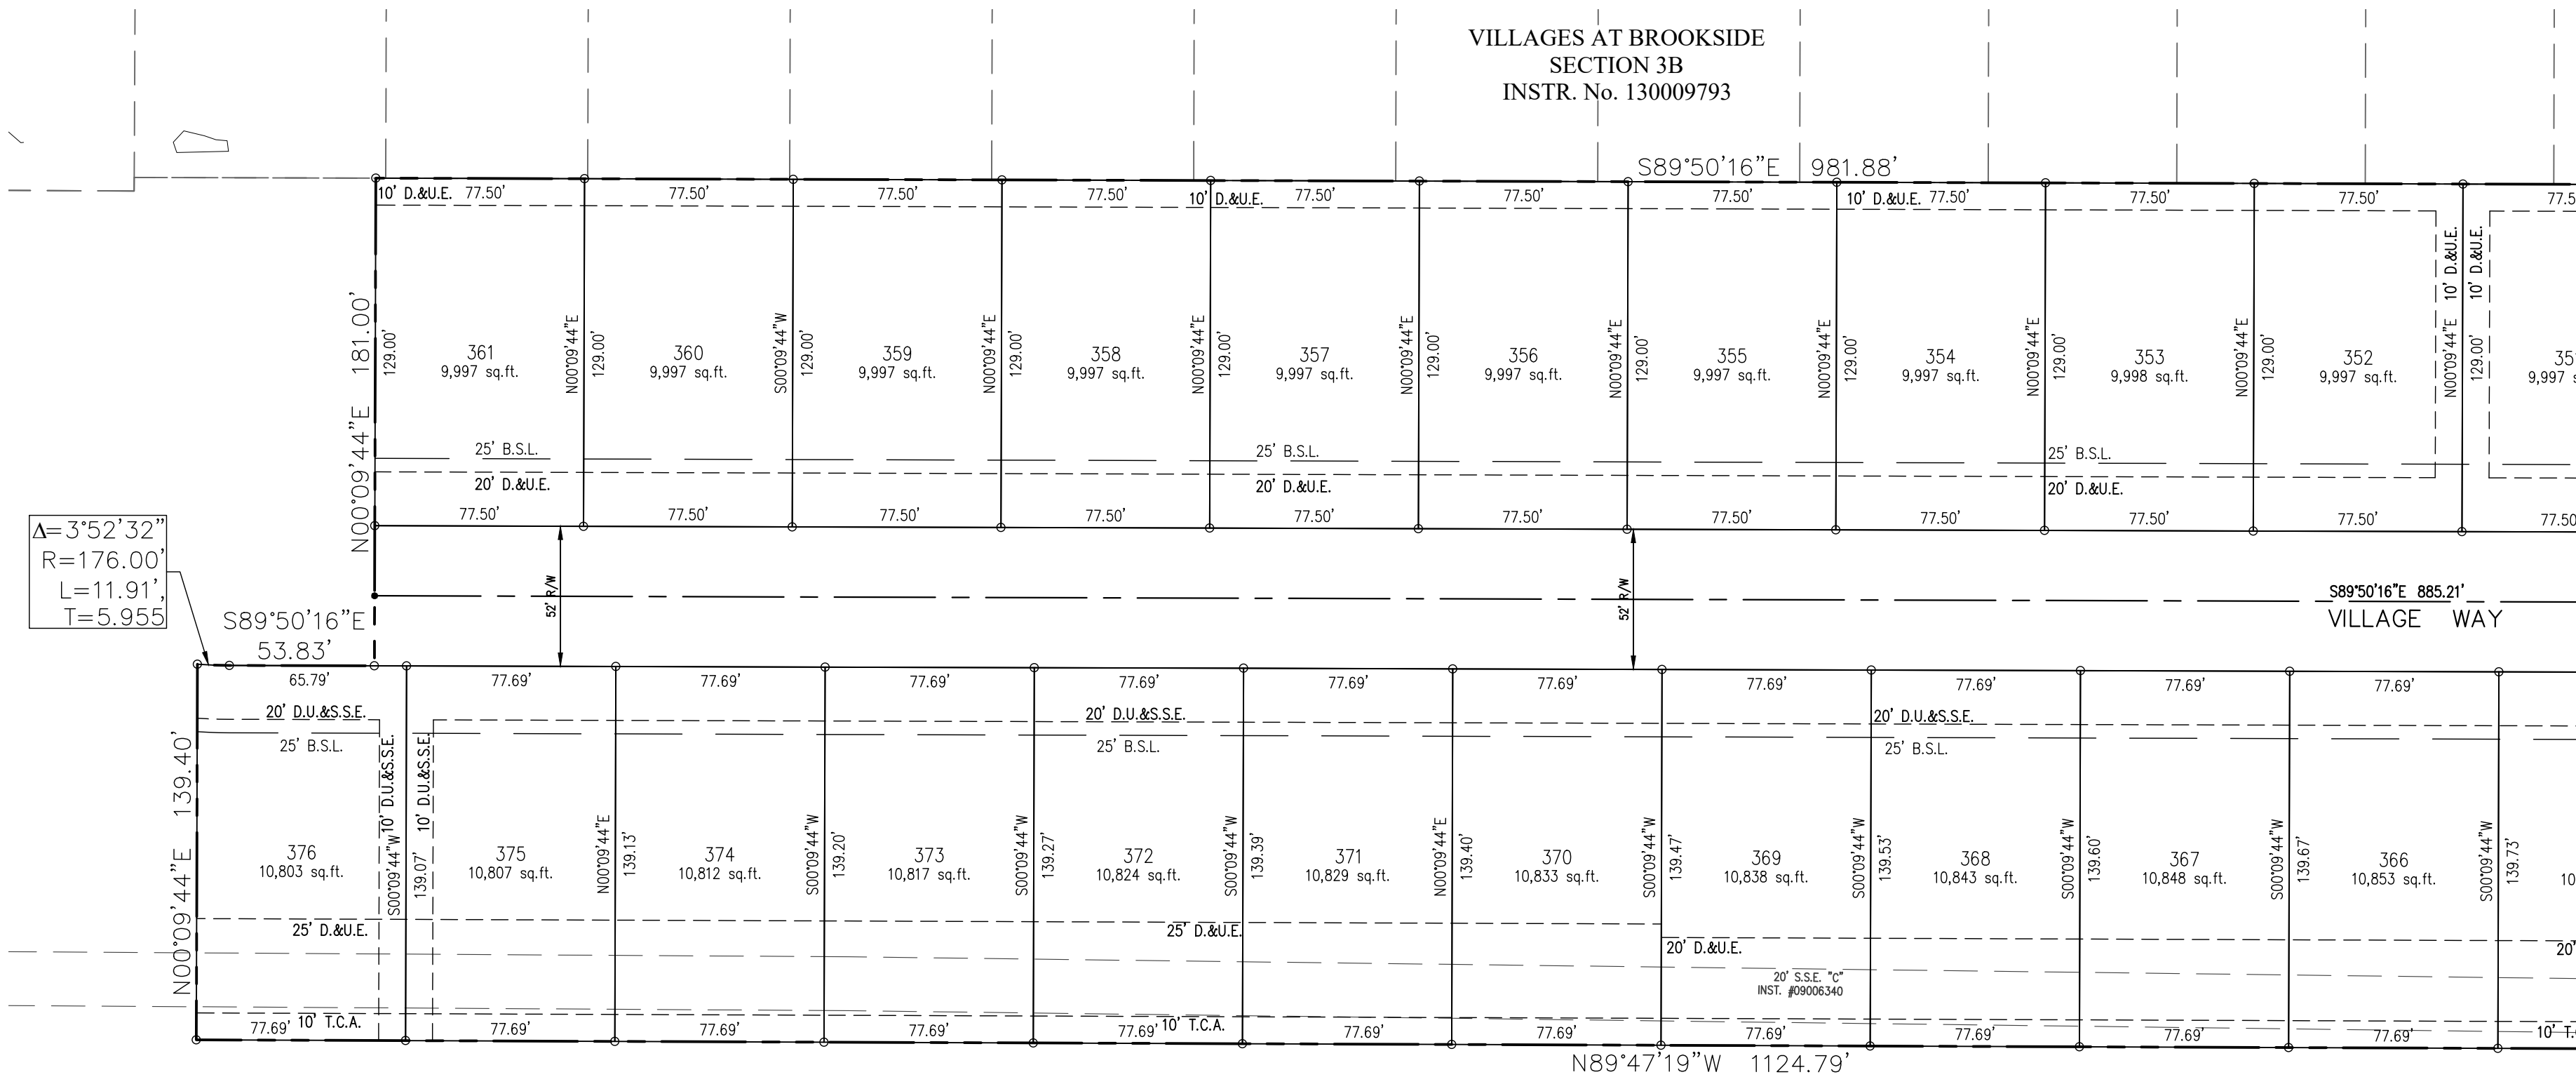 VILLAGES AT BROOKSIDE
SECTION 3B
INSTR. No. 130009793
S89°50'16"E 981.88'
10' D.&U.E. 77.50' 77.50' 77.50' 77.50' 10' D.&U.E. 77.50' 77.50' 77.50' 10' D.&U.E. 77.50' 77.50' 77.50' 77.5
N00°09'44"E 181.00'
129.00'
361
9,997 sq.ft.
N00°09'44"E
129.00'
360
9,997 sq.ft.
S00°09'44"W
129.00'
359
9,997 sq.ft.
N00°09'44"E
129.00'
358
9,997 sq.ft.
N00°09'44"E
129.00'
357
9,997 sq.ft.
N00°09'44"E
129.00'
356
9,997 sq.ft.
N00°09'44"E
129.00'
355
9,997 sq.ft.
N00°09'44"E
129.00'
354
9,997 sq.ft.
N00°09'44"E
129.00'
353
9,998 sq.ft.
N00°09'44"E
129.00'
352
9,997 sq.ft.
N00°09'44"E 10' D.&U.E.
129.00' 10' D.&U.E.
35
9,997 s
25' B.S.L. 25' B.S.L. 25' B.S.L.
20' D.&U.E. 20' D.&U.E. 20' D.&U.E.
77.50' 77.50' 77.50' 77.50' 77.50' 77.50' 77.50' 77.50' 77.50' 77.50' 77.50
Δ=3°52'32"
R=176.00'
L=11.91',
T=5.955
52' R/W
52' R/W
S89°50'16"E 885.21'
VILLAGE WAY
S89°50'16"E
53.83'
65.79' 77.69' 77.69' 77.69' 77.69' 77.69' 77.69' 77.69' 77.69' 77.69' 77.69'
20' D.U.&S.S.E. 20' D.U.&S.S.E. 20' D.U.&S.S.E.
25' B.S.L. 25' B.S.L. 25' B.S.L.
N00°09'44"E 139.40'
376
10,803 sq.ft.
S00°09'44"W 10' D.U.&S.S.E.
139.07' 10' D.U.&S.S.E.
375
10,807 sq.ft.
N00°09'44"E
139.13'
374
10,812 sq.ft.
S00°09'44"W
139.20'
373
10,817 sq.ft.
S00°09'44"W
139.27'
372
10,824 sq.ft.
S00°09'44"W
139.39'
371
10,829 sq.ft.
N00°09'44"E
139.40'
370
10,833 sq.ft.
S00°09'44"W
139.47'
369
10,838 sq.ft.
S00°09'44"W
139.53'
368
10,843 sq.ft.
S00°09'44"W
139.60'
367
10,848 sq.ft.
S00°09'44"W
139.67'
366
10,853 sq.ft.
S00°09'44"W
139.73'
10
25' D.&U.E. 25' D.&U.E. 20' D.&U.E. 20'
20' S.S.E. "C"
INST. #09006340
77.69' 10' T.C.A. 77.69' 77.69' 77.69' 77.69' 10' T.C.A. 77.69' 77.69' 77.69' 77.69' 77.69' 77.69' 10' T.
N89°47'19"W 1124.79'